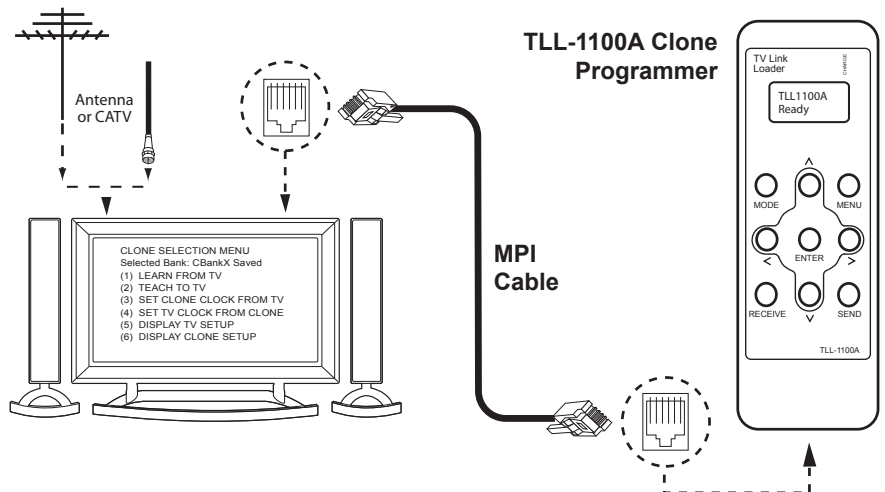 TLL-1100A Clone
Programmer
Antenna
or CATV
CLONE SELECTION MENU
Selected Bank: CBankX Saved
(1) LEARN FROM TV
(2) TEACH TO TV
(3) SET CLONE CLOCK FROM TV
(4) SET TV CLOCK FROM CLONE
(5) DISPLAY TV SETUP
(6) DISPLAY CLONE SETUP
MPI
Cable
TV Link
Loader
CHARGE
TLL1100A
Ready
MODE
MENU
ENTER
RECEIVE
SEND
TLL-1100A